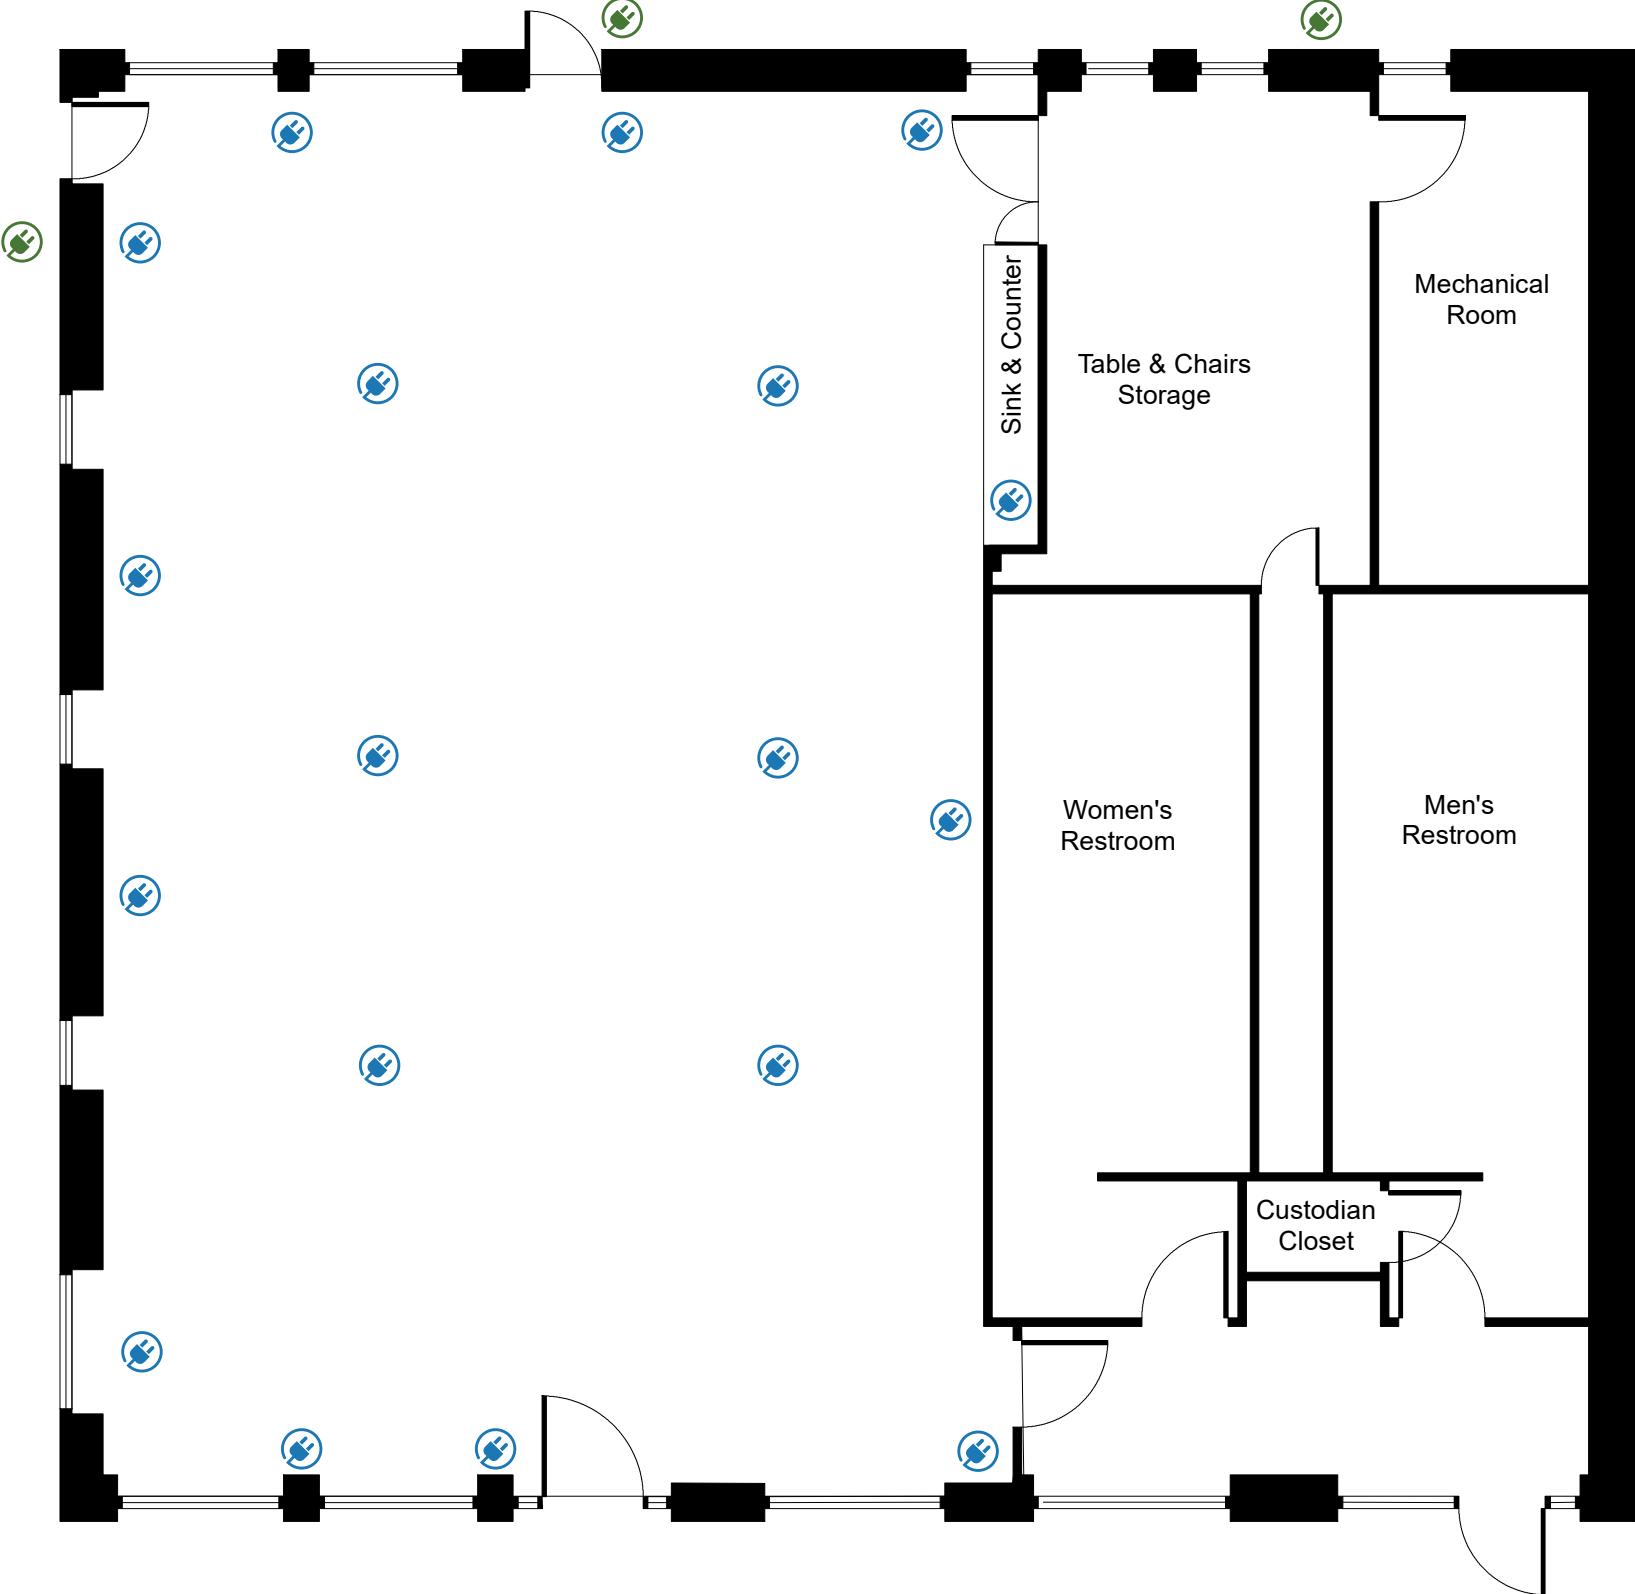 Mechanical
Room
Sink & Counter
Table & Chairs
Storage
Women's
Restroom
Men's
Restroom
Custodian
Closet